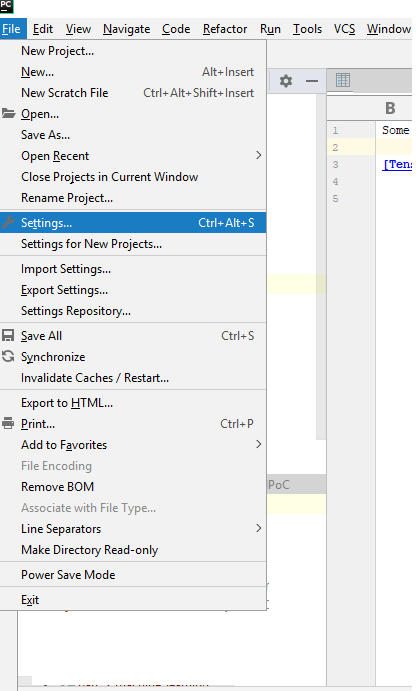 PC
File Edit View Navigate Code Refactor Run Tools VCS Window
New Project...
New... Alt+Insert
New Scratch File Ctrl+Alt+Shift+Insert
Open...
Save As...
Open Recent
Close Projects in Current Window
Rename Project...
Settings... Ctrl+Alt+S
Settings for New Projects...
Import Settings...
Export Settings...
Settings Repository...
Save All Ctrl+S
Synchronize
Invalidate Caches / Restart...
Export to HTML...
Print... Ctrl+P
Add to Favorites
File Encoding
Remove BOM
Associate with File Type...
Line Separators
Make Directory Read-only
Power Save Mode
Exit
B
1 Some
2
3 [Tens
4
5
PoC